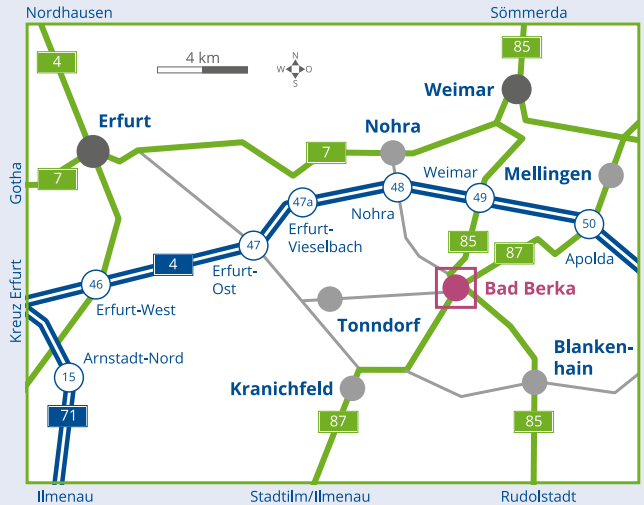 Nordhausen
Sömmerda
4
4 km
N
W
O
S
85
Weimar
Erfurt
Nohra
7
7
Gotha
Weimar
Mellingen
47a
48
49
Nohra
50
Erfurt-
Vieselbach
47
4
Erfurt-
Ost
85
87
Apolda
46
Erfurt-West
Kreuz Erfurt
Bad Berka
Tonndorf
Arnstadt-Nord
15
71
Kranichfeld
Blanken-
hain
87
85
Ilmenau
Stadtilm/Ilmenau
Rudolstadt